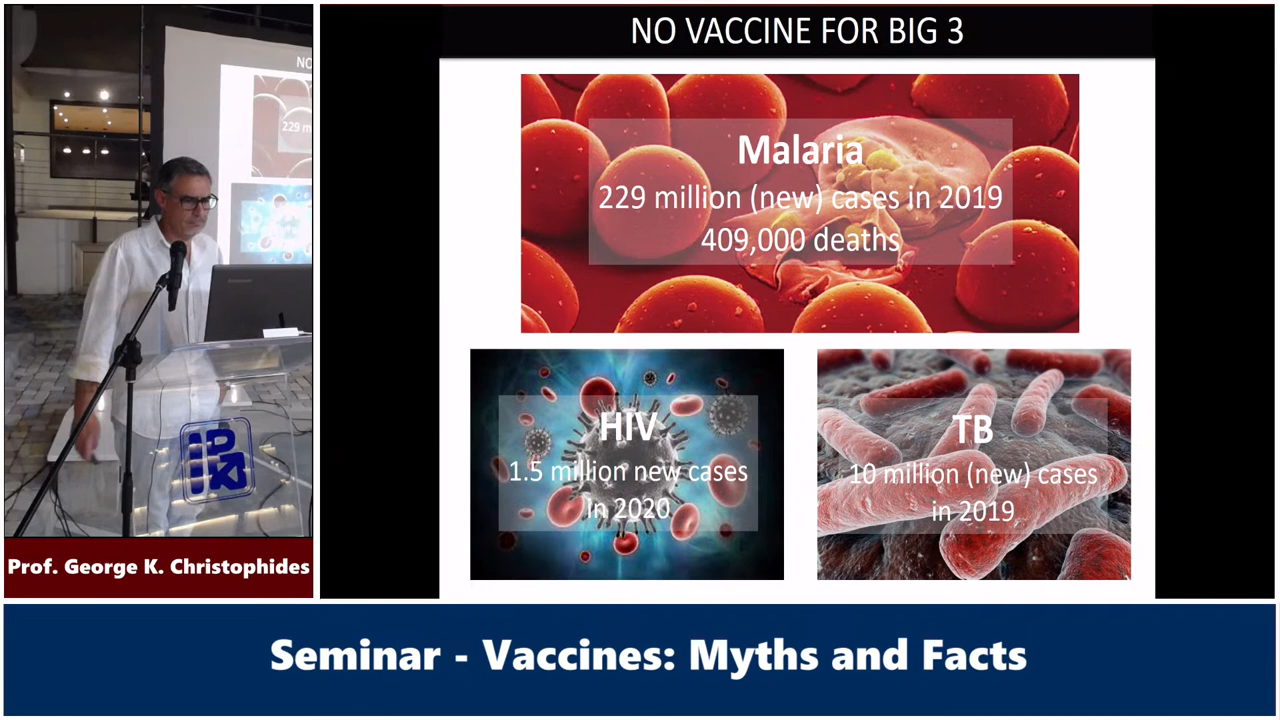 NO VACCINE FOR BIG 3
Malaria
229 million (new) cases in 2019
409,000 deaths
HIV
1.5 million new cases
in 2020
TB
10 million (new) cases
in 2019
NO
229 m
Prof. George K. Christophides
Seminar - Vaccines: Myths and Facts